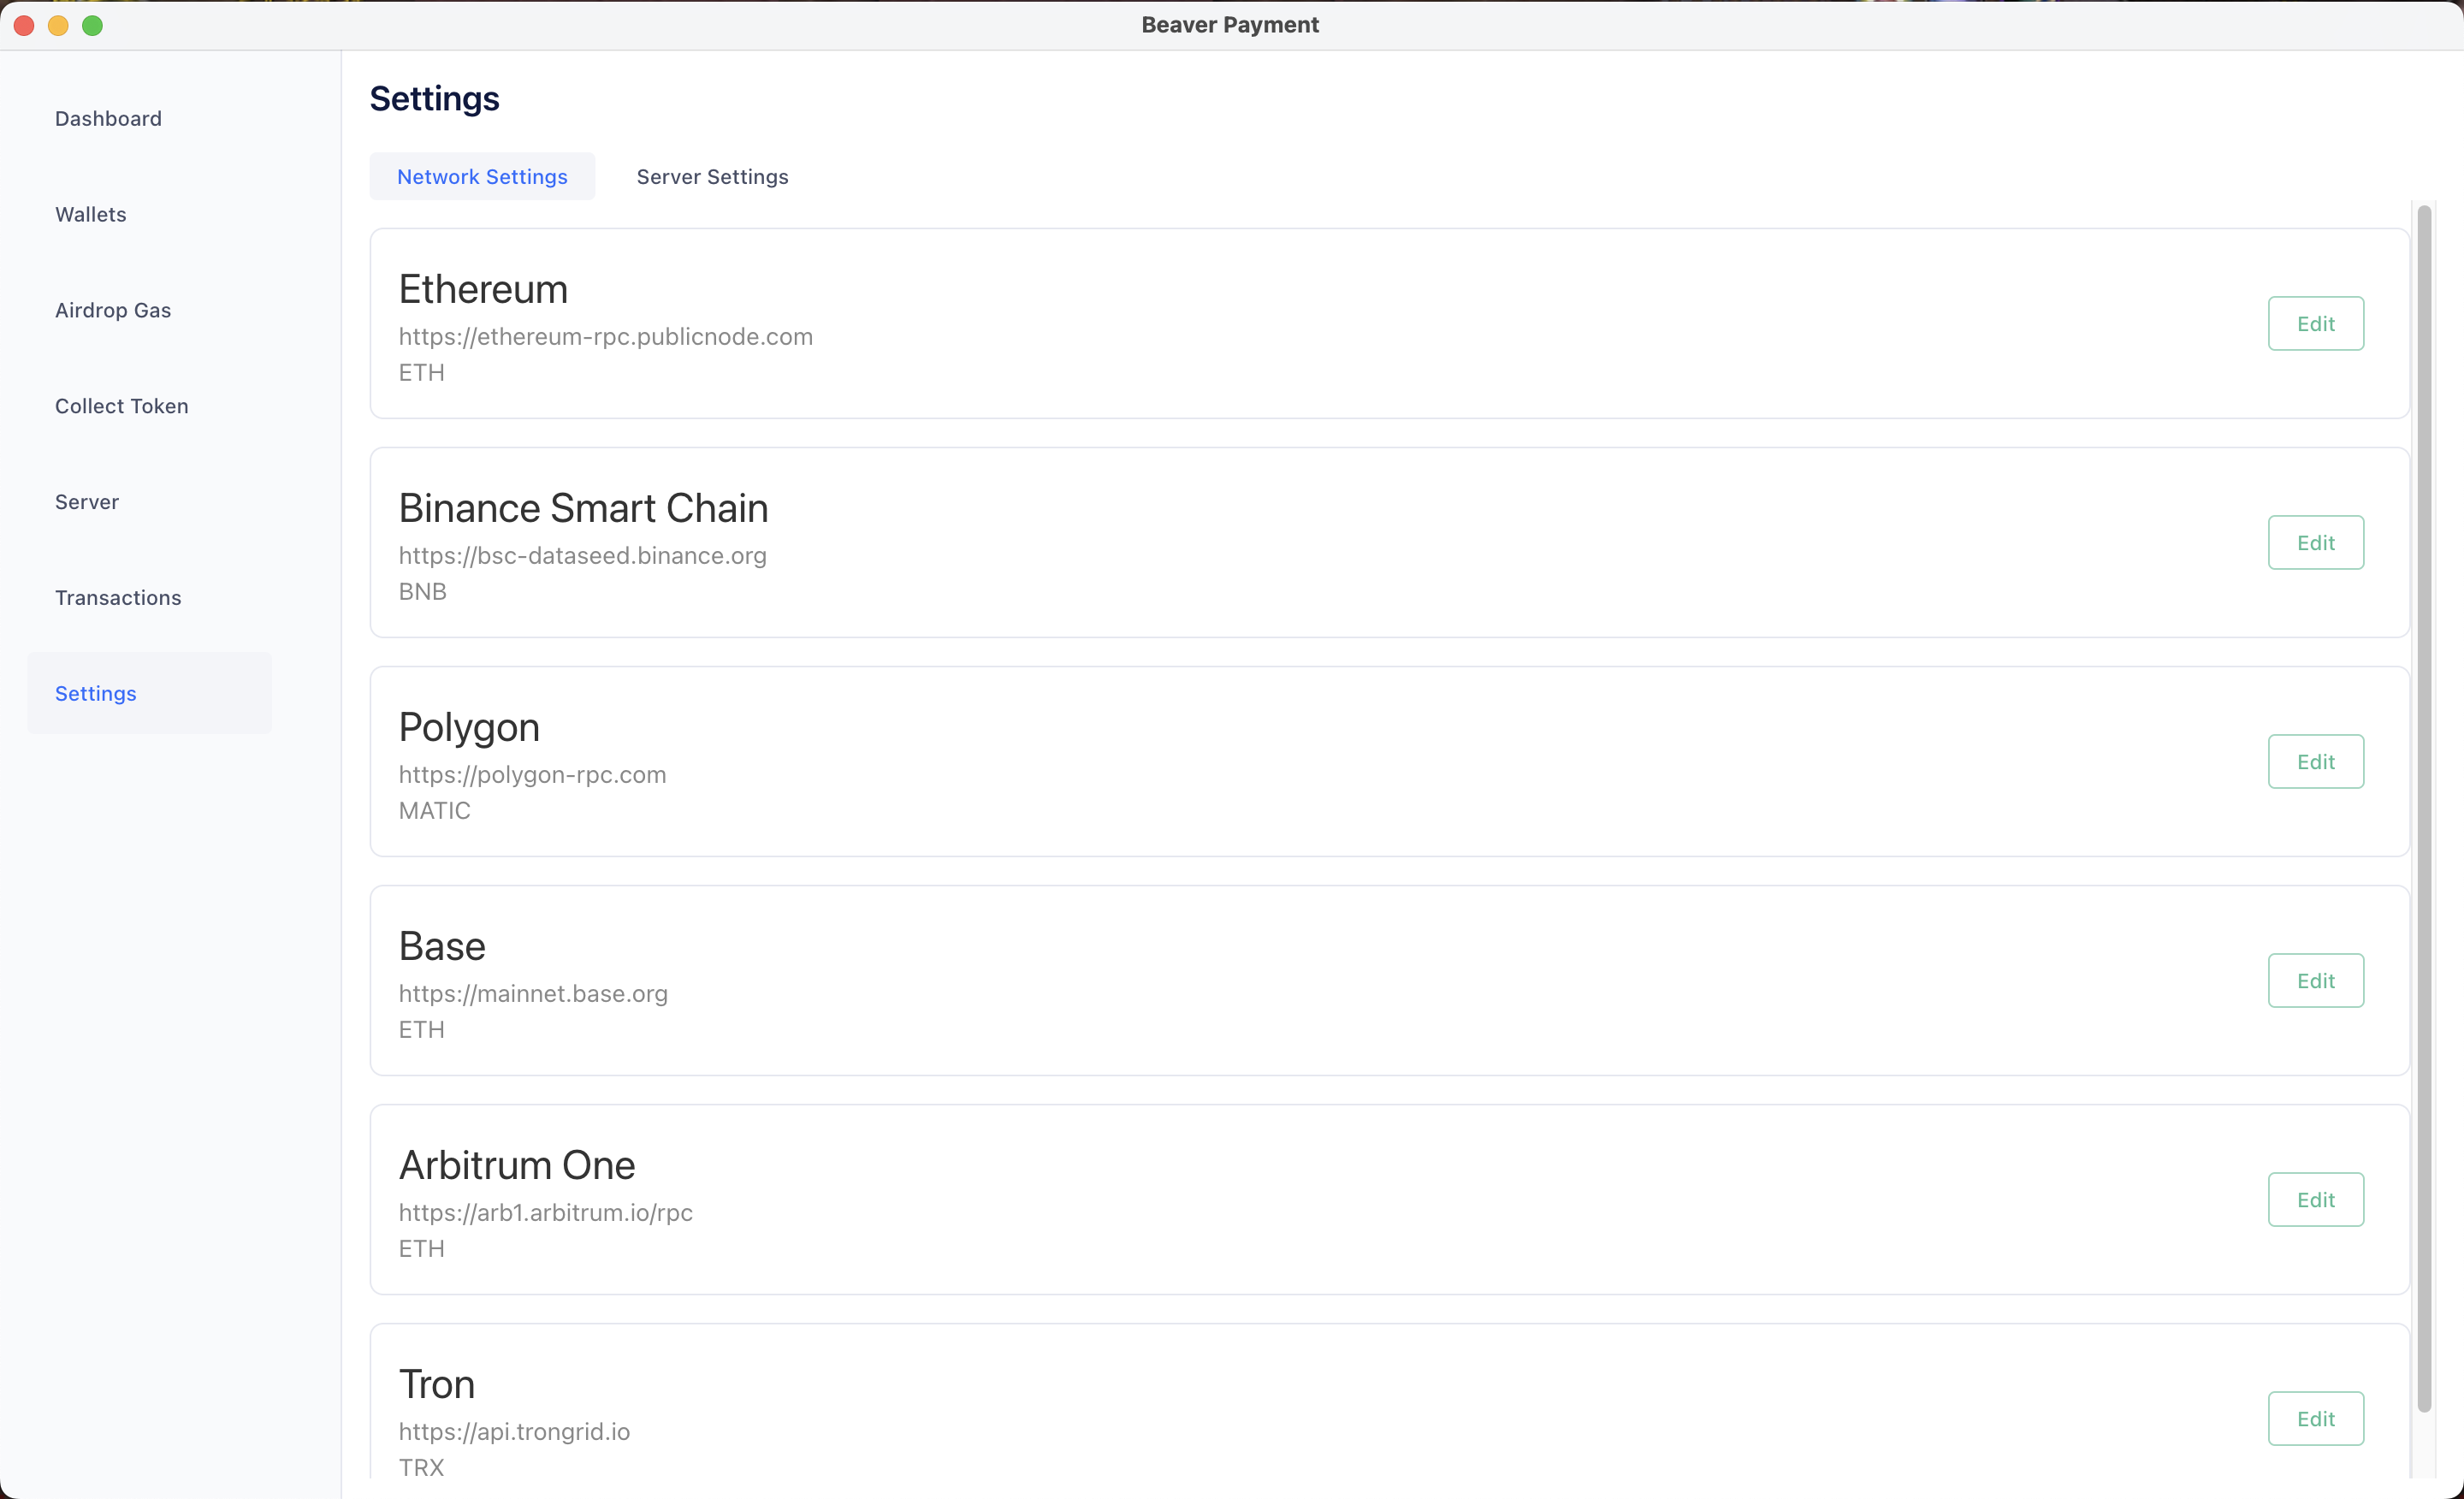 Beaver Payment
Dashboard
Wallets
Airdrop Gas
Collect Token
Server
Transactions
Settings
Settings
Network Settings
Server Settings
Ethereum
https://ethereum-rpc.publicnode.com
ETH
Edit
Binance Smart Chain
https://bsc-dataseed.binance.org
BNB
Edit
Polygon
https://polygon-rpc.com
MATIC
Edit
Base
https://mainnet.base.org
ETH
Edit
Arbitrum One
https://arb1.arbitrum.io/rpc
ETH
Edit
Tron
https://api.trongrid.io
TRX
Edit